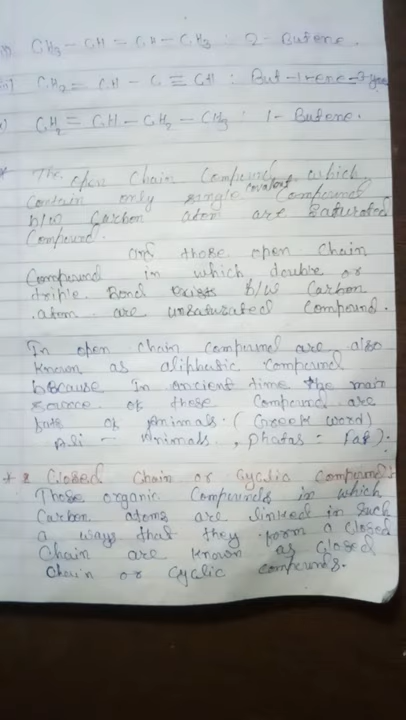 CH3 - CH = CH - CH3 : 2- Butene.
CH2 = CH - C ≡ CH : But-1-ene-3-yne
CH2 = CH - CH2 - CH3 : 1- Butene.
* The open Chain Compound which
Contain only single covalent Compound
b/w Carbon atom are Saturated
Compound.
And those open Chain
Compound in which double or
triple Bond exists b/w Carbon
atom are unsaturated Compound.
In open chain Compound are also
known as aliphatic Compound
because In ancient time the main
source of these Compound are
fats of Animals. ( Greek word)
Ali - Animals, phatas = fat ).
* 2 Closed Chain or Cyclic Compound :
Those organic Compounds in which
Carbon atoms are linked in such
a ways that they form a closed
Chain are known as Closed
Chain or Cyclic compounds.